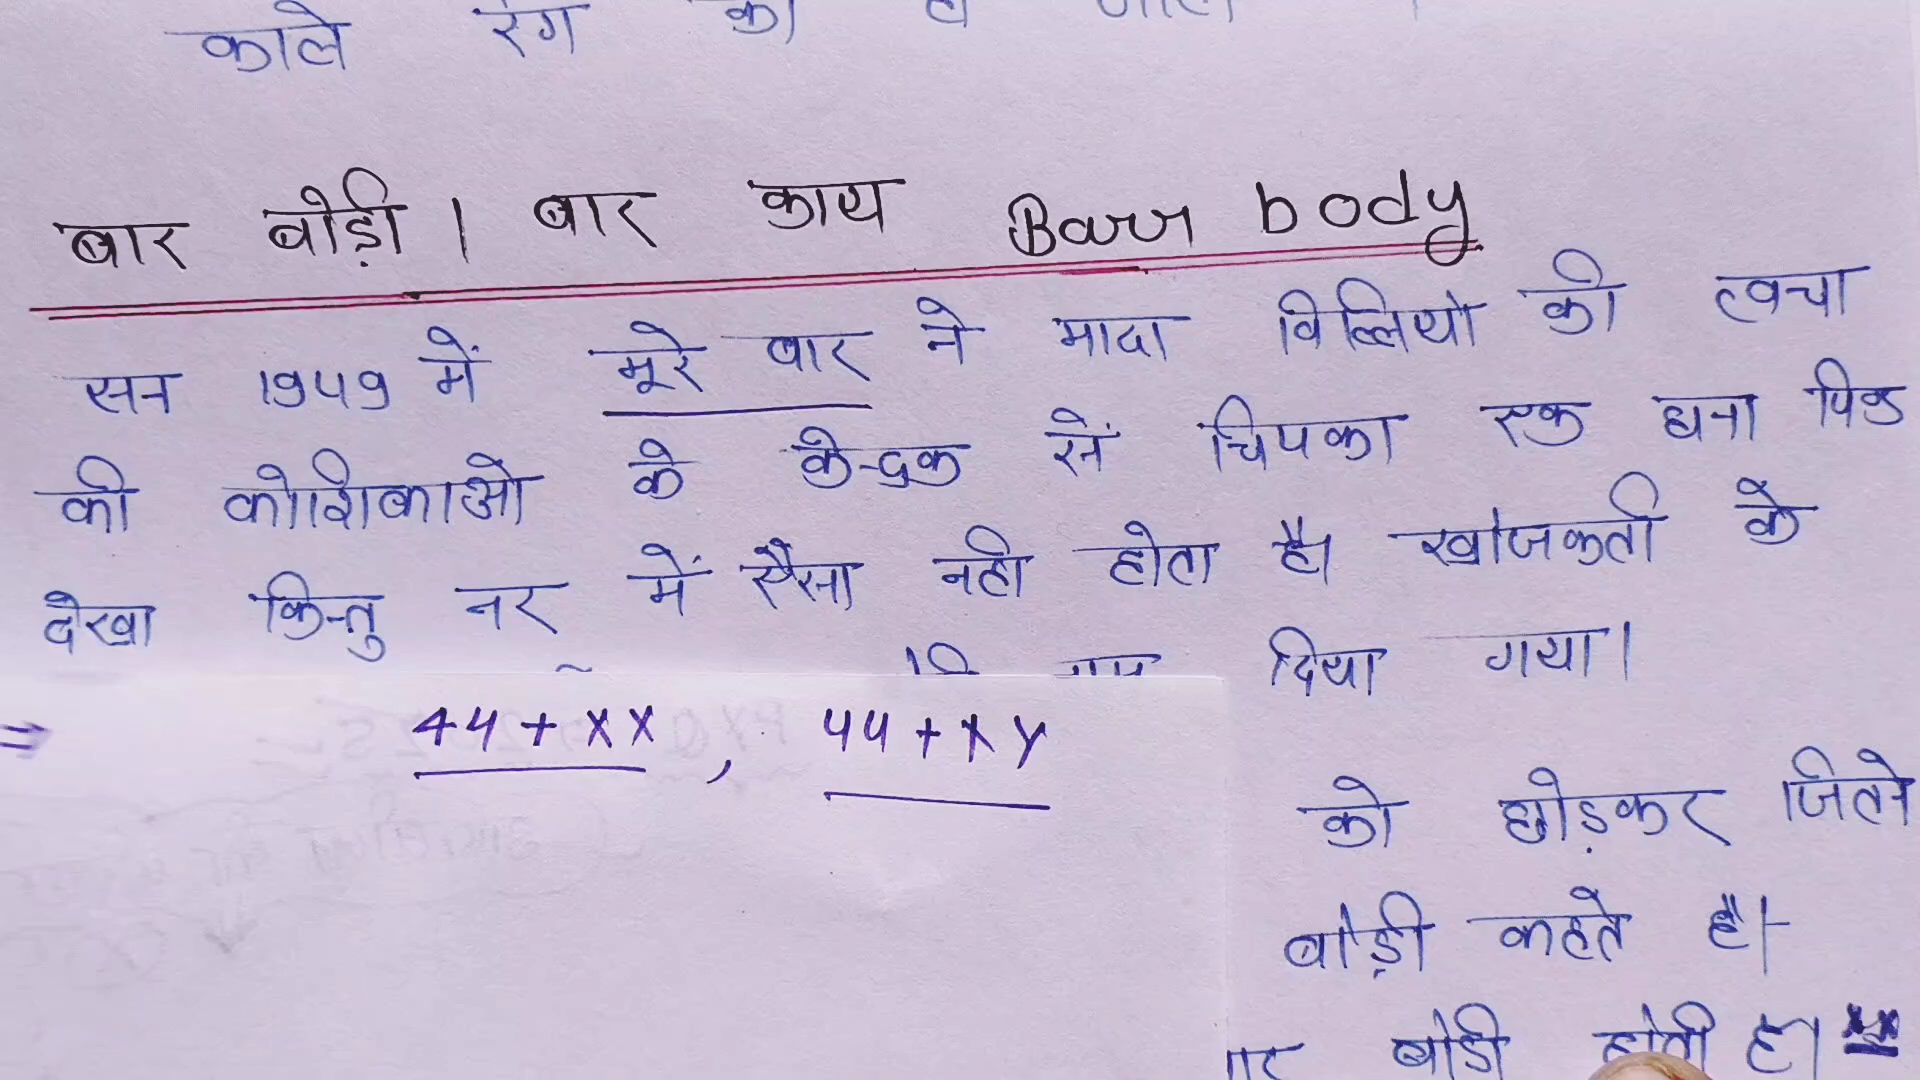 काले रंग
बार बोड़ी । बार काय Barr body
सन 1949 में मूरे बार ने मादा विल्लियो की त्वचा
की कोशिकाओ के केन्द्रक सें चिपका एक घना पिंड
देखा किन्तु नर में ऐसा नही होता है। खोजकर्ता के
दिया गया।
⇒ 44 + XX , 44 + XY
को छोड़कर जितने
बोड़ी कहते है।
बोडी होती है। XX